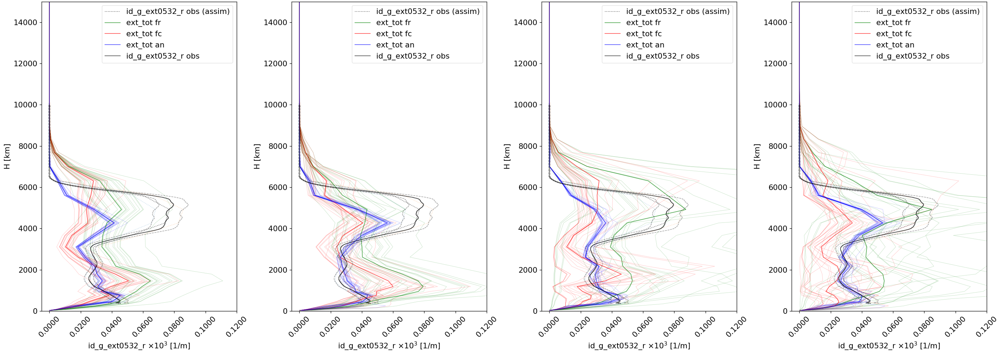 id_g_ext0532_r obs (assim)
ext_tot fr
ext_tot fc
ext_tot an
id_g_ext0532_r obs
14000
12000
10000
8000
6000
4000
2000
0
H [km]
0.0000 0.0200 0.0400 0.0600 0.0800 0.1000 0.1200
id_g_ext0532_r ×10³ [1/m]
id_g_ext0532_r obs (assim)
ext_tot fr
ext_tot fc
ext_tot an
id_g_ext0532_r obs
14000
12000
10000
8000
6000
4000
2000
0
H [km]
0.0000 0.0200 0.0400 0.0600 0.0800 0.1000 0.1200
id_g_ext0532_r ×10³ [1/m]
id_g_ext0532_r obs (assim)
ext_tot fr
ext_tot fc
ext_tot an
id_g_ext0532_r obs
14000
12000
10000
8000
6000
4000
2000
0
H [km]
0.0000 0.0200 0.0400 0.0600 0.0800 0.1000 0.1200
id_g_ext0532_r ×10³ [1/m]
id_g_ext0532_r obs (assim)
ext_tot fr
ext_tot fc
ext_tot an
id_g_ext0532_r obs
14000
12000
10000
8000
6000
4000
2000
0
H [km]
0.0000 0.0200 0.0400 0.0600 0.0800 0.1000 0.1200
id_g_ext0532_r ×10³ [1/m]